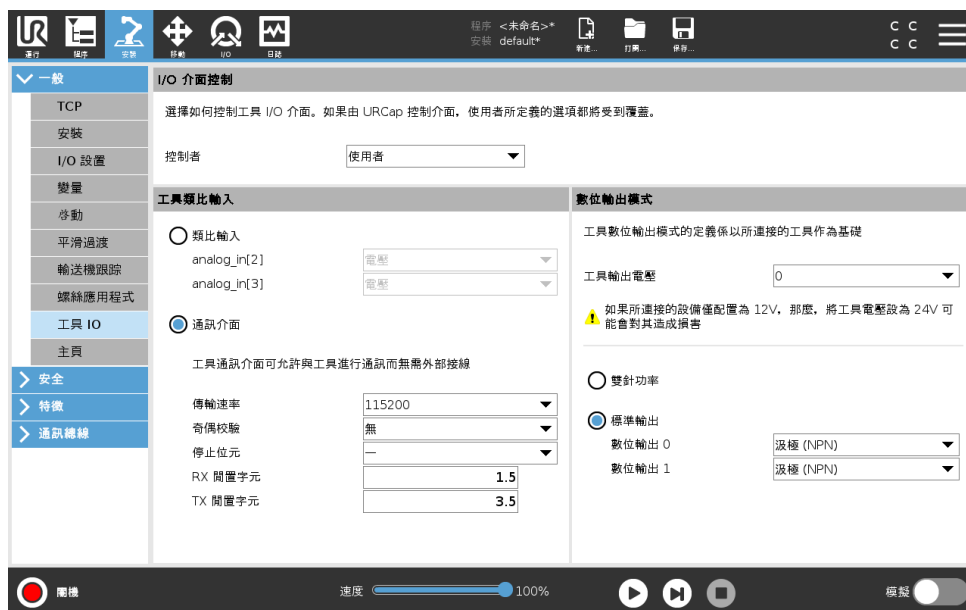 程序 <未命名>*
安裝 default*
運行
程序
安裝
移動
I/O
日誌
新建...
打開...
保存...
C C
C C
一般
TCP
安裝
I/O 設置
變量
啓動
平滑過渡
輸送機跟踪
螺絲應用程式
工具 IO
主頁
安全
特徵
通訊總線
I/O 介面控制
選擇如何控制工具 I/O 介面。如果由 URCap 控制介面，使用者所定義的選項都將受到覆蓋。
控制者 使用者
工具類比輸入
類比輸入
analog_in[2] 電壓
analog_in[3] 電壓
通訊介面
工具通訊介面可允許與工具進行通訊而無需外部接線
傳輸速率 115200
奇偶校驗 無
停止位元 一
RX 閒置字元 1.5
TX 閒置字元 3.5
數位輸出模式
工具數位輸出模式的定義係以所連接的工具作為基礎
工具輸出電壓 0
如果所連接的設備僅配置為 12V，那麼，將工具電壓設為 24V 可
能會對其造成損害
雙針功率
標準輸出
數位輸出 0 汲極 (NPN)
數位輸出 1 汲極 (NPN)
關機
速度 100%
模擬